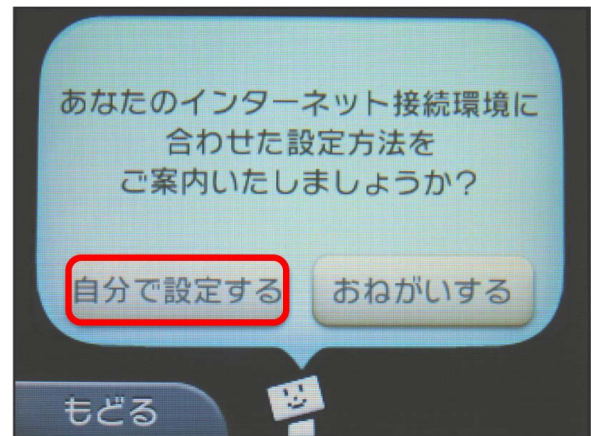 あなたのインターネット接続環境に
合わせた設定方法を
ご案内いたしましょうか？
自分で設定する
おねがいする
もどる